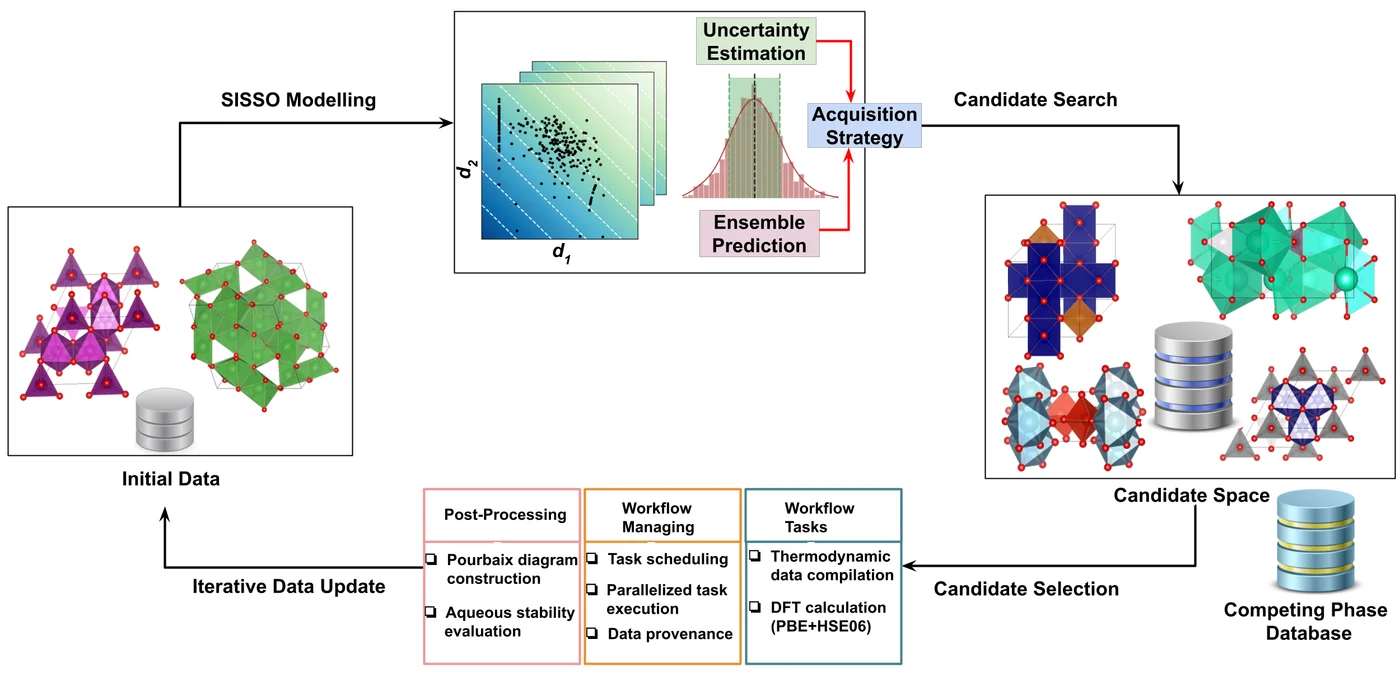 SISSO Modelling
d2
d1
Uncertainty
Estimation
Acquisition
Strategy
Ensemble
Prediction
Candidate Search
Initial Data
Candidate Space
Competing Phase
Database
Candidate Selection
Workflow
Tasks
Thermodynamic
data compilation
DFT calculation
(PBE+HSE06)
Workflow
Managing
Task scheduling
Parallelized task
execution
Data provenance
Post-Processing
Pourbaix diagram
construction
Aqueous stability
evaluation
Iterative Data Update